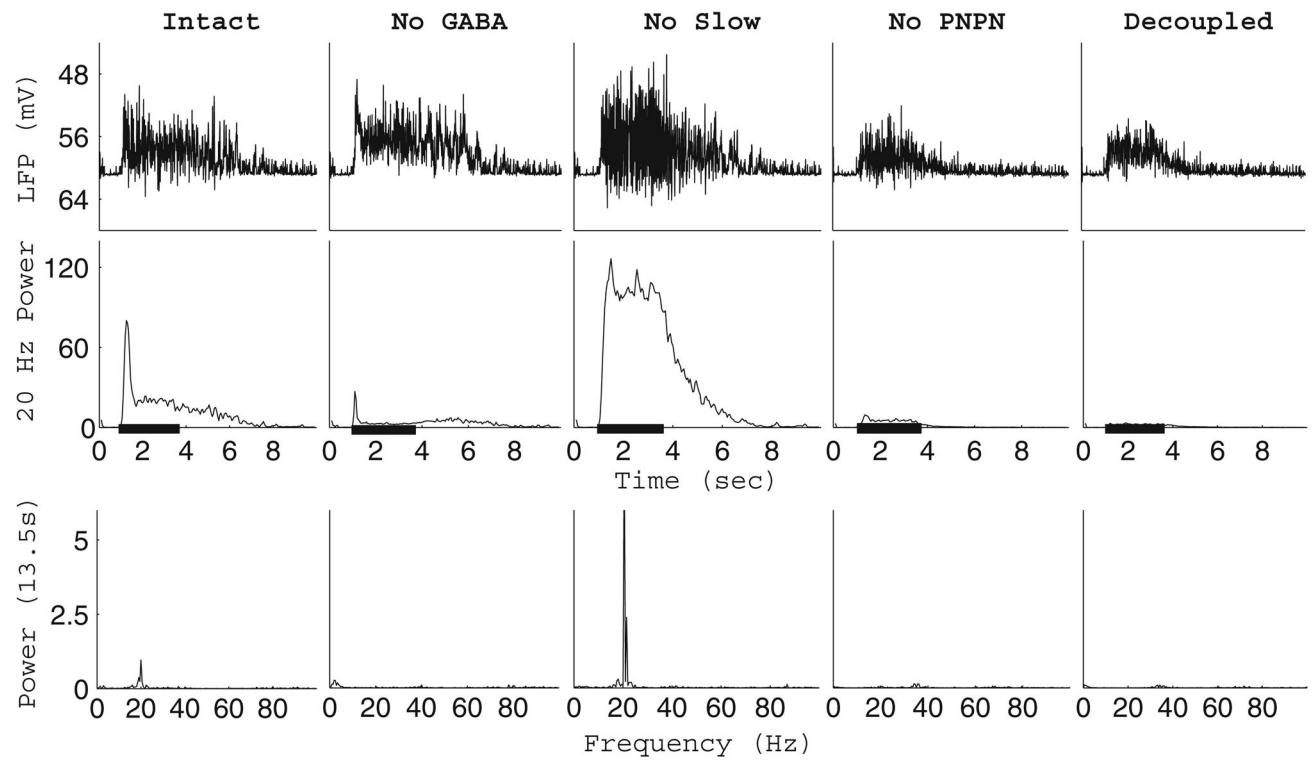 Intact No GABA No Slow No PNPN Decoupled
LFP (mV)
48
56
64
20 Hz Power
120
60
0
0 2 4 6 8 0 2 4 6 8 0 2 4 6 8 0 2 4 6 8 0 2 4 6 8
Time (sec)
Power (13.5s)
5
2.5
0
0 20 40 60 80 0 20 40 60 80 0 20 40 60 80 0 20 40 60 80 0 20 40 60 80
Frequency (Hz)